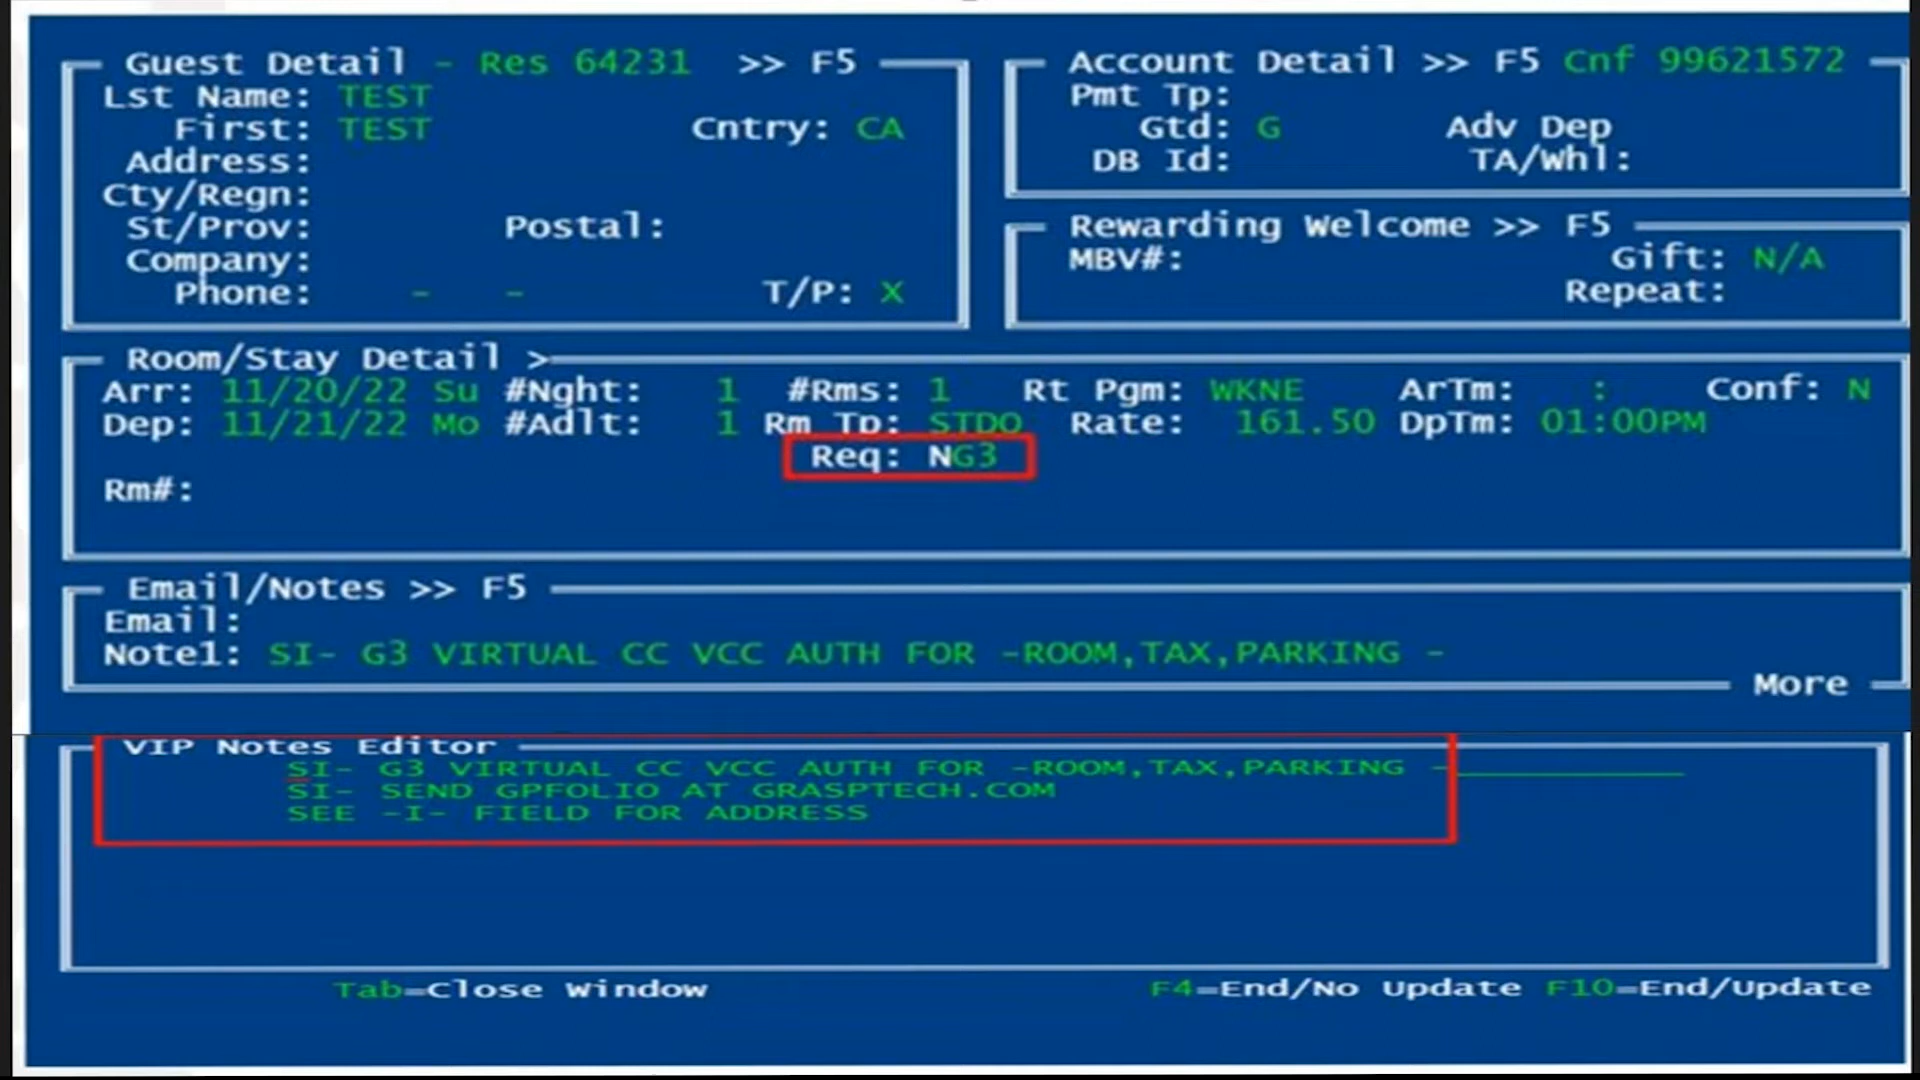 Guest Detail - Res 64231 >> F5
Lst Name: TEST
First: TEST Cntry: CA
Address:
Cty/Regn:
St/Prov: Postal:
Company:
Phone: - - T/P: X
Account Detail >> F5 Cnf 99621572
Pmt Tp:
Gtd: G Adv Dep
DB Id: TA/Whl:
Rewarding Welcome >> F5
MBV#: Gift: N/A
Repeat:
Room/Stay Detail >
Arr: 11/20/22 Su #Nght: 1 #Rms: 1 Rt Pgm: WKNE ArTm: : Conf: N
Dep: 11/21/22 Mo #Adlt: 1 Rm Tp: STDO Rate: 161.50 DpTm: 01:00PM
Req: NG3
Rm#:
Email/Notes >> F5
Email:
Note1: SI- G3 VIRTUAL CC VCC AUTH FOR -ROOM,TAX,PARKING -
More
VIP Notes Editor
SI- G3 VIRTUAL CC VCC AUTH FOR -ROOM,TAX,PARKING -
SI- SEND GPFOLIO AT GRASPTECH.COM
SEE -I- FIELD FOR ADDRESS
Tab=Close Window F4=End/No Update F10=End/Update